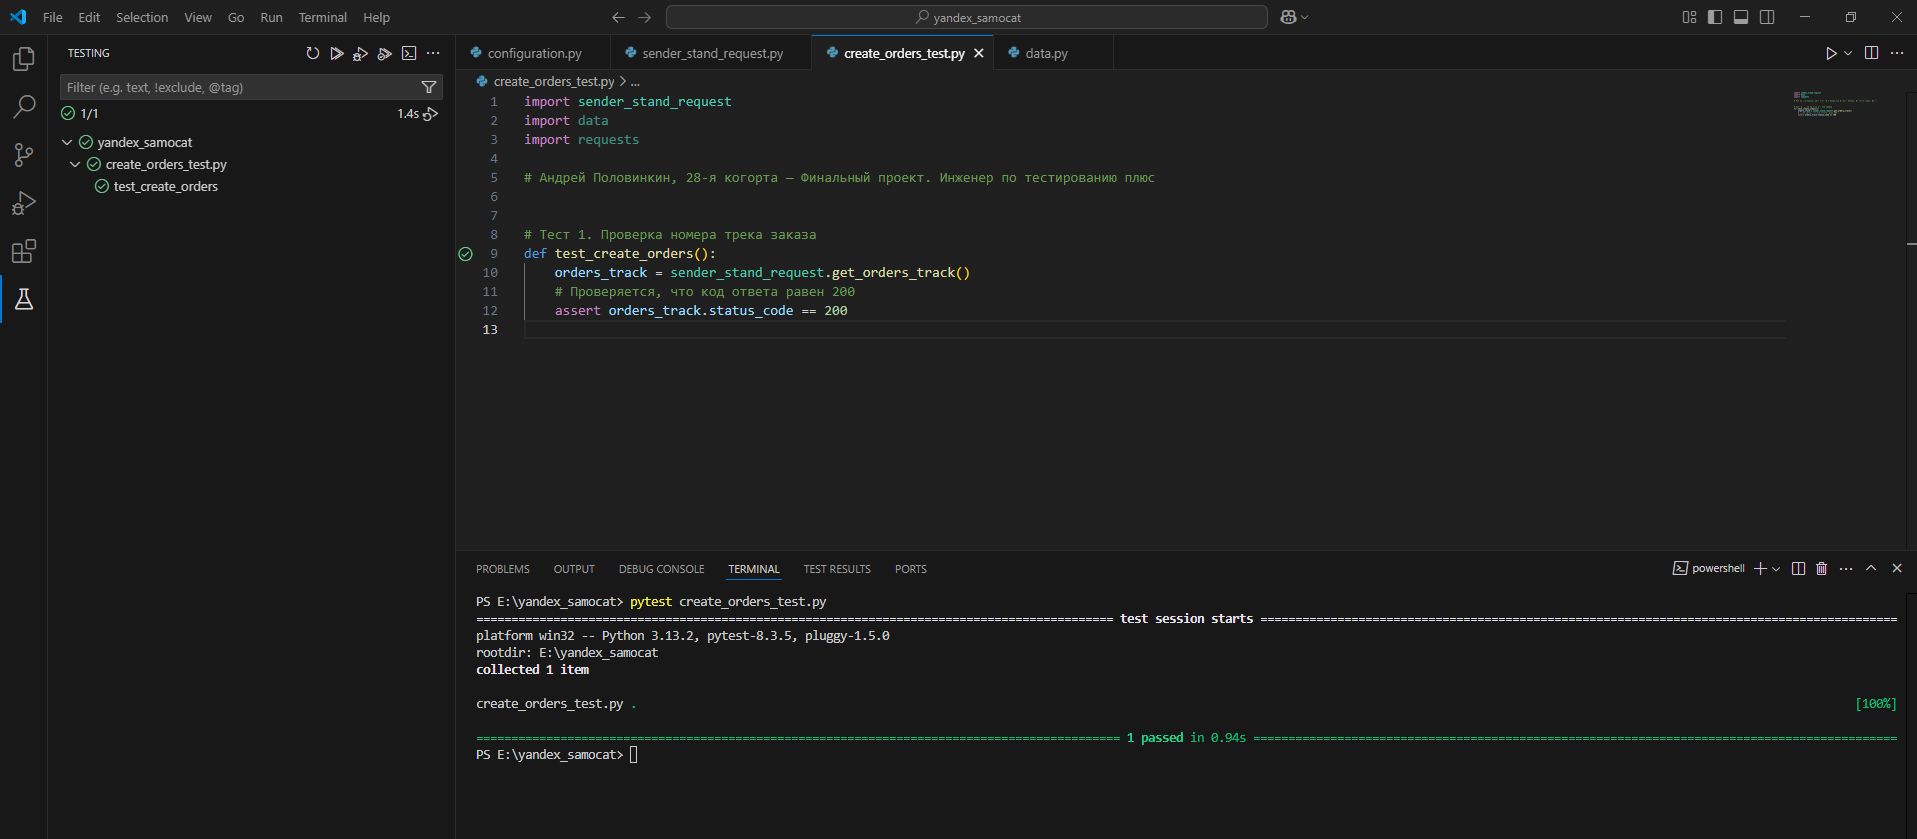 File Edit Selection View Go Run Terminal Help
yandex_samocat
TESTING
Filter (e.g. text, !exclude, @tag)
1/1
1.4s
yandex_samocat
create_orders_test.py
test_create_orders
configuration.py
sender_stand_request.py
create_orders_test.py
data.py
create_orders_test.py > ...
1 import sender_stand_request
2 import data
3 import requests
4
5 # Андрей Половинкин, 28-я когорта — Финальный проект. Инженер по тестированию плюс
6
7
8 # Тест 1. Проверка номера трека заказа
9 def test_create_orders():
10 orders_track = sender_stand_request.get_orders_track()
11 # Проверяется, что код ответа равен 200
12 assert orders_track.status_code == 200
13
PROBLEMS OUTPUT DEBUG CONSOLE TERMINAL TEST RESULTS PORTS
powershell
PS E:\yandex_samocat> pytest create_orders_test.py
test session starts
platform win32 -- Python 3.13.2, pytest-8.3.5, pluggy-1.5.0
rootdir: E:\yandex_samocat
collected 1 item
create_orders_test.py . [100%]
1 passed in 0.94s
PS E:\yandex_samocat>